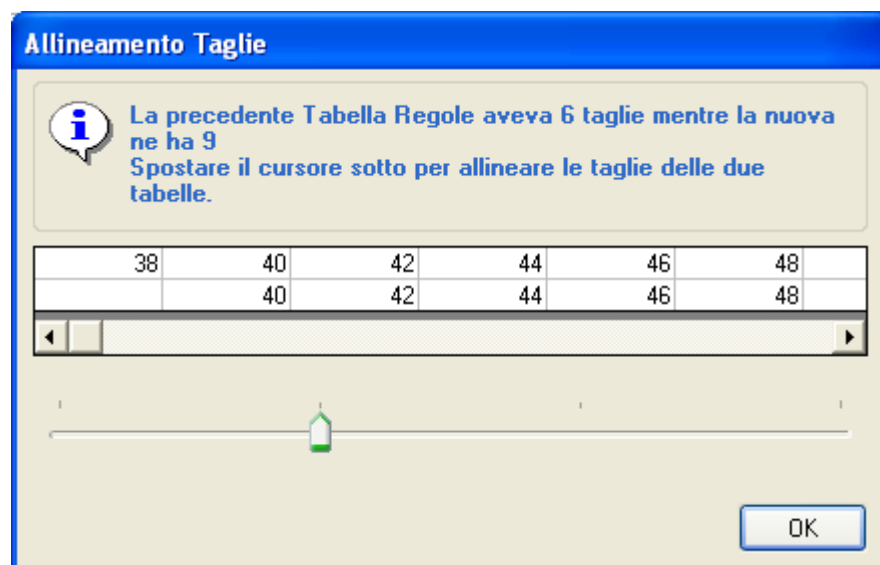 Allineamento Taglie
La precedente Tabella Regole aveva 6 taglie mentre la nuova
ne ha 9
Spostare il cursore sotto per allineare le taglie delle due
tabelle.
38 40 42 44 46 48
40 42 44 46 48
OK